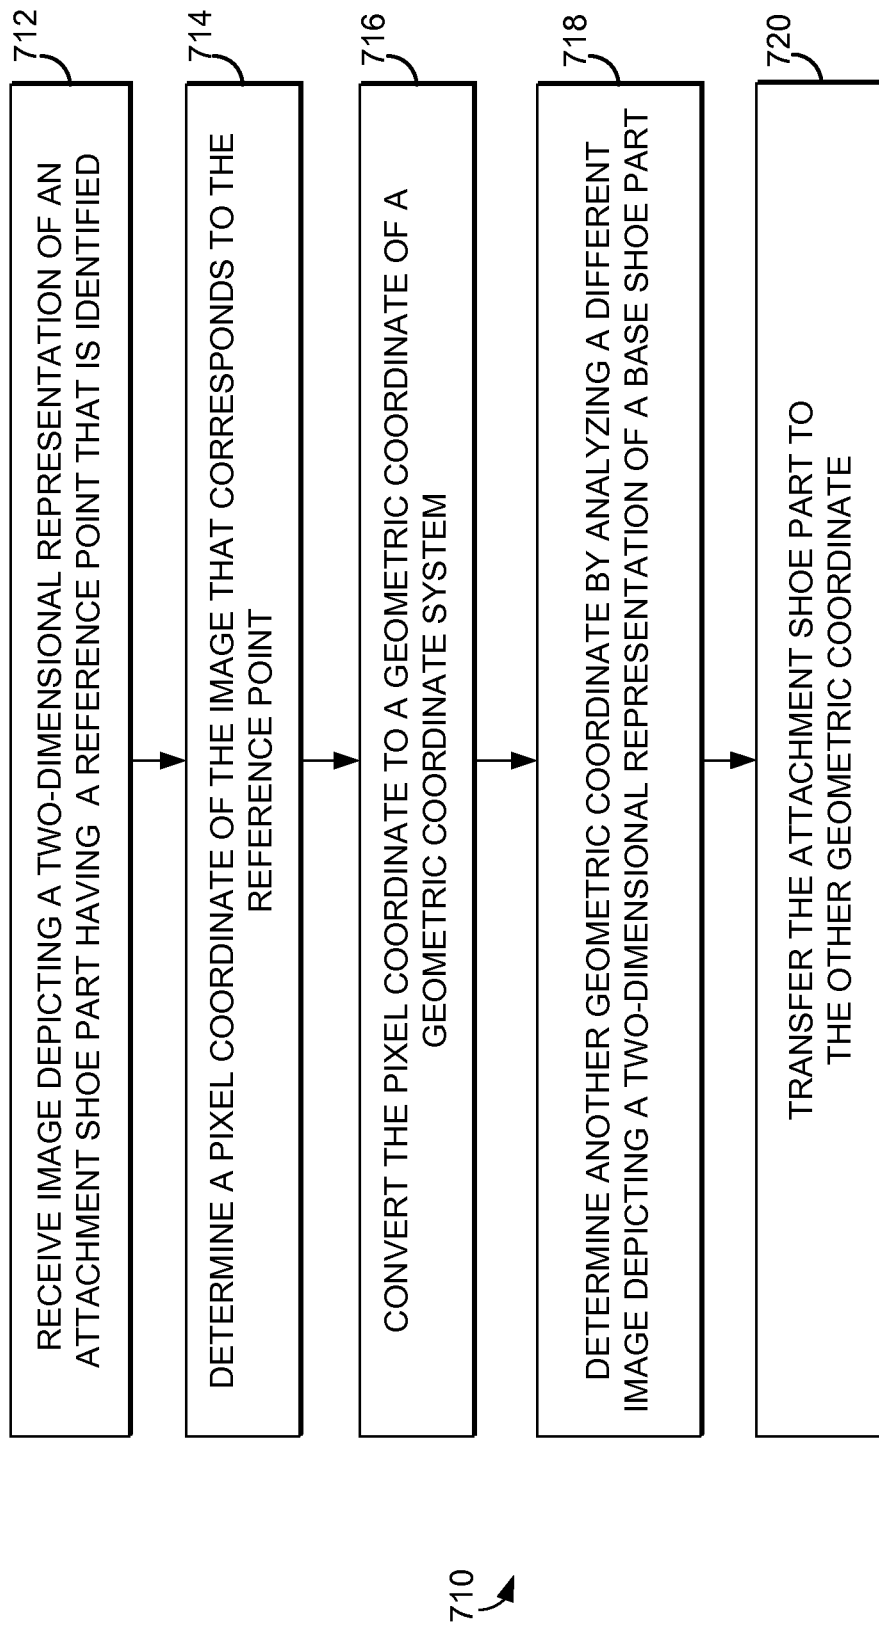 710
712
RECEIVE IMAGE DEPICTING A TWO-DIMENSIONAL REPRESENTATION OF AN
ATTACHMENT SHOE PART HAVING A REFERENCE POINT THAT IS IDENTIFIED
714
DETERMINE A PIXEL COORDINATE OF THE IMAGE THAT CORRESPONDS TO THE
REFERENCE POINT
716
CONVERT THE PIXEL COORDINATE TO A GEOMETRIC COORDINATE OF A
GEOMETRIC COORDINATE SYSTEM
718
DETERMINE ANOTHER GEOMETRIC COORDINATE BY ANALYZING A DIFFERENT
IMAGE DEPICTING A TWO-DIMENSIONAL REPRESENTATION OF A BASE SHOE PART
720
TRANSFER THE ATTACHMENT SHOE PART TO
THE OTHER GEOMETRIC COORDINATE